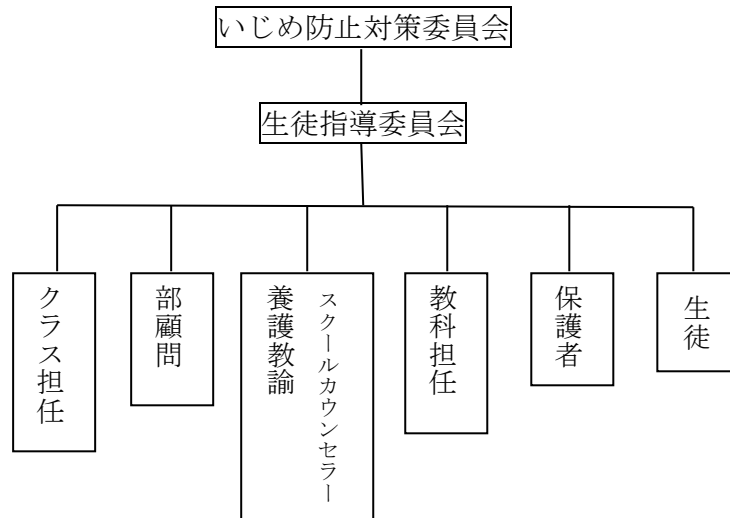 いじめ防止対策委員会
生徒指導委員会
クラス担任
部顧問
スクールカウンセラー
養護教諭
教科担任
保護者
生徒